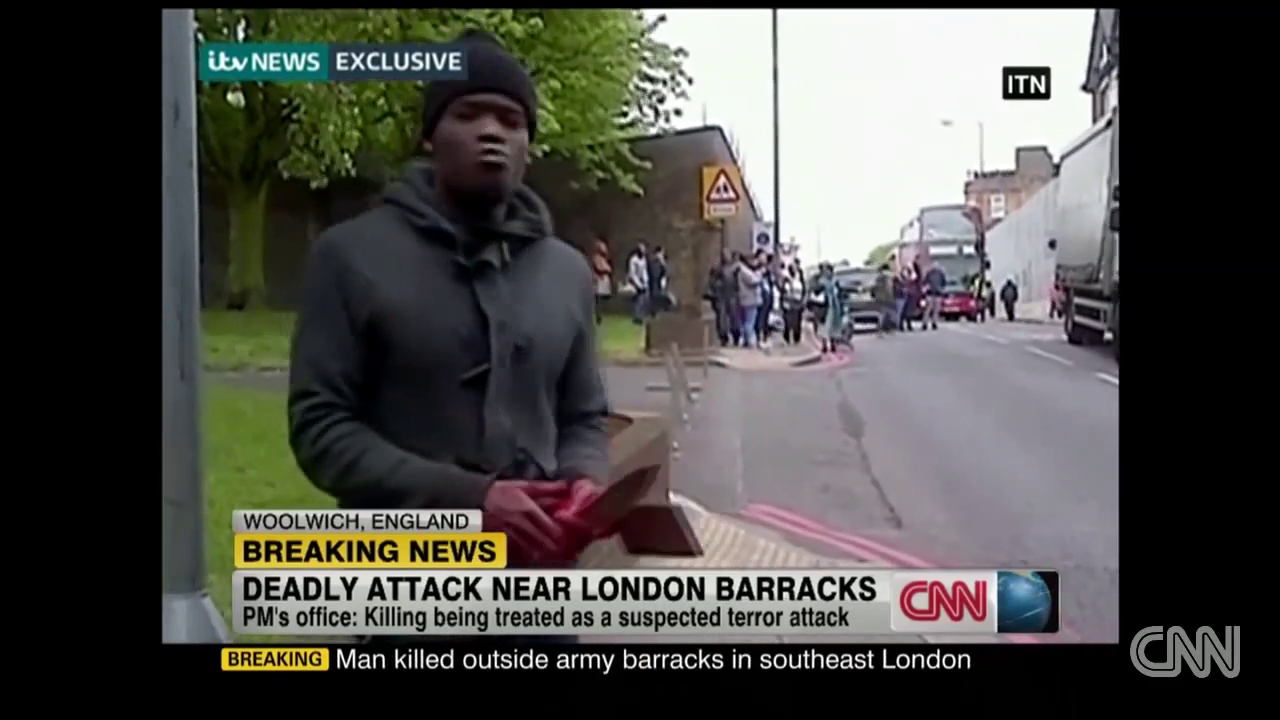 itv NEWS EXCLUSIVE
ITN
WOOLWICH, ENGLAND
BREAKING NEWS
DEADLY ATTACK NEAR LONDON BARRACKS
PM's office: Killing being treated as a suspected terror attack
CNN
BREAKING Man killed outside army barracks in southeast London
CNN